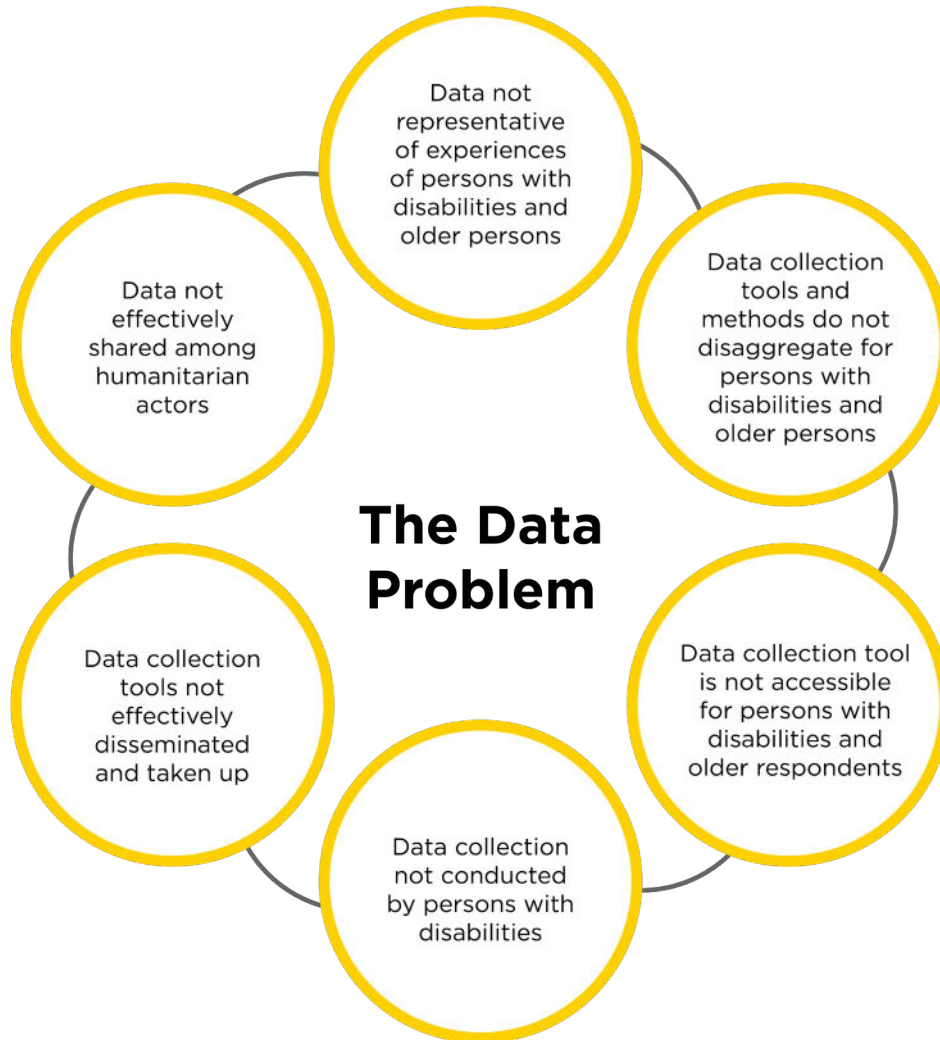 Data not
representative
of experiences
of persons with
disabilities and
older persons
Data collection
tools and
methods do not
disaggregate for
persons with
disabilities and
older persons
Data collection tool
is not accessible
for persons with
disabilities and
older respondents
Data collection
not conducted
by persons with
disabilities
Data collection
tools not
effectively
disseminated
and taken up
Data not
effectively
shared among
humanitarian
actors
The Data
Problem